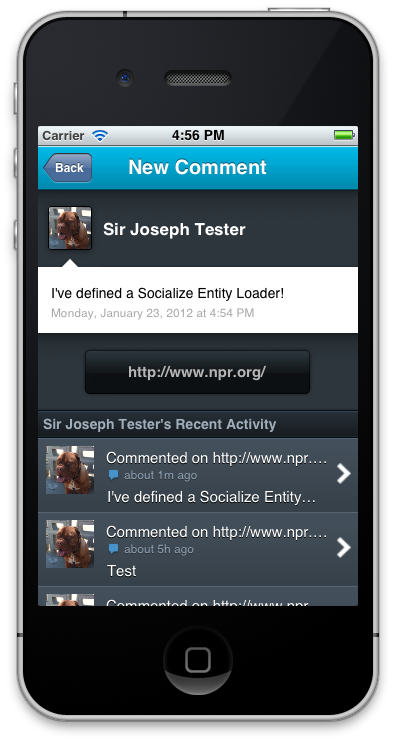 Carrier 4:56 PM
Back New Comment
Sir Joseph Tester
I've defined a Socialize Entity Loader!
Monday, January 23, 2012 at 4:54 PM
http://www.npr.org/
Sir Joseph Tester's Recent Activity
Commented on http://www.npr....
about 1m ago
I've defined a Socialize Entity...
Commented on http://www.npr....
about 5h ago
Test
Commented on http://www.npr....